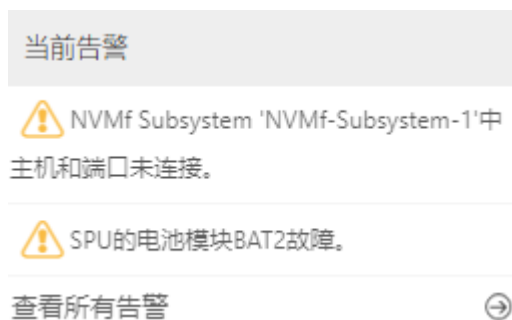 当前告警
NVMf Subsystem 'NVMf-Subsystem-1'中
主机和端口未连接。
SPU的电池模块BAT2故障。
查看所有告警